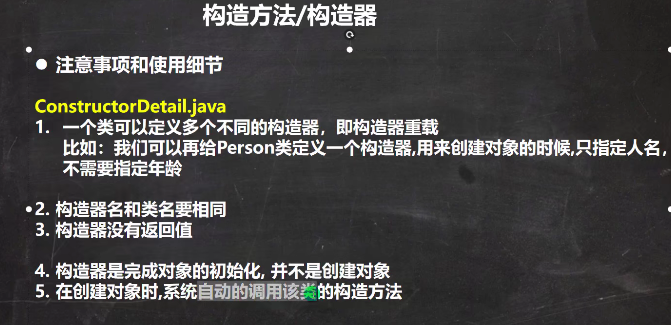 构造方法/构造器
● 注意事项和使用细节
ConstructorDetail.java
1. 一个类可以定义多个不同的构造器，即构造器重载
比如：我们可以再给Person类定义一个构造器,用来创建对象的时候,只指定人名，
不需要指定年龄
2. 构造器名和类名要相同
3. 构造器没有返回值
4. 构造器是完成对象的初始化, 并不是创建对象
5. 在创建对象时,系统自动的调用该类的构造方法